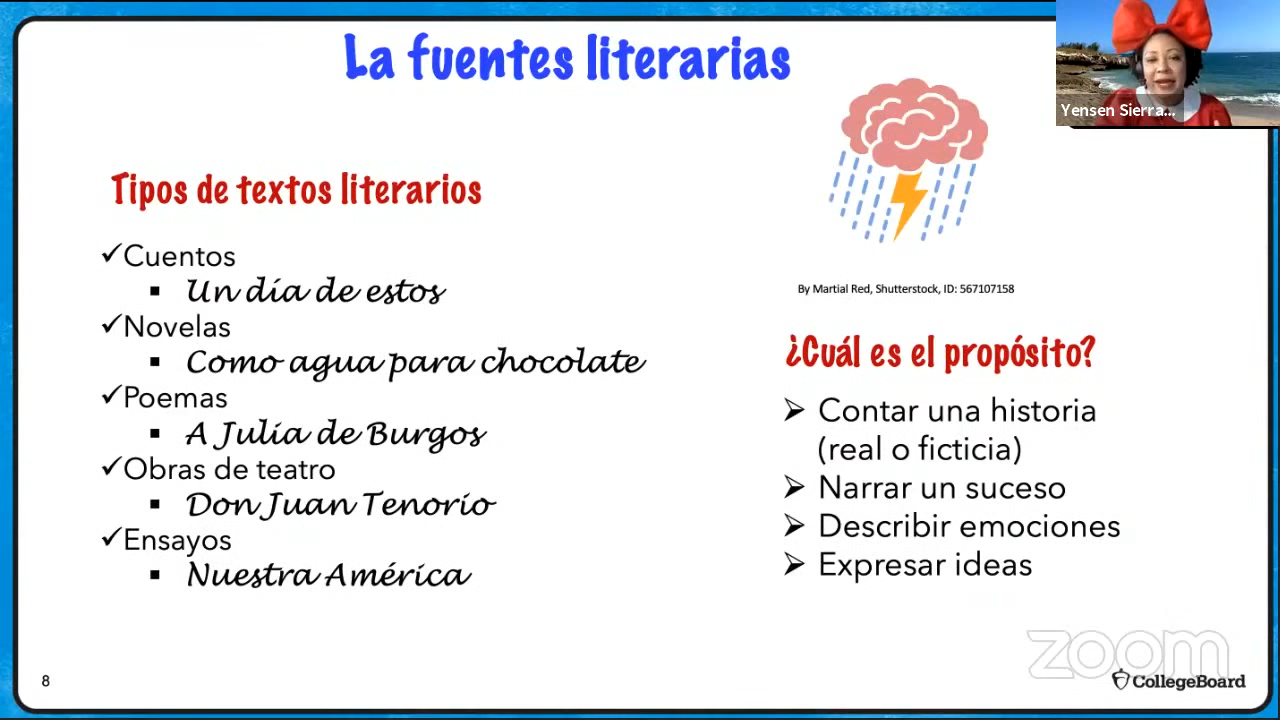 La fuentes literarias
Yensen Sierra...
Tipos de textos literarios
✓Cuentos
▪ Un día de estos
✓Novelas
▪ Como agua para chocolate
✓Poemas
▪ A Julia de Burgos
✓Obras de teatro
▪ Don Juan Tenorio
✓Ensayos
▪ Nuestra América
By Martial Red, Shutterstock, ID: 567107158
¿Cuál es el propósito?
➢ Contar una historia
(real o ficticia)
➢ Narrar un suceso
➢ Describir emociones
➢ Expresar ideas
zoom
8
CollegeBoard